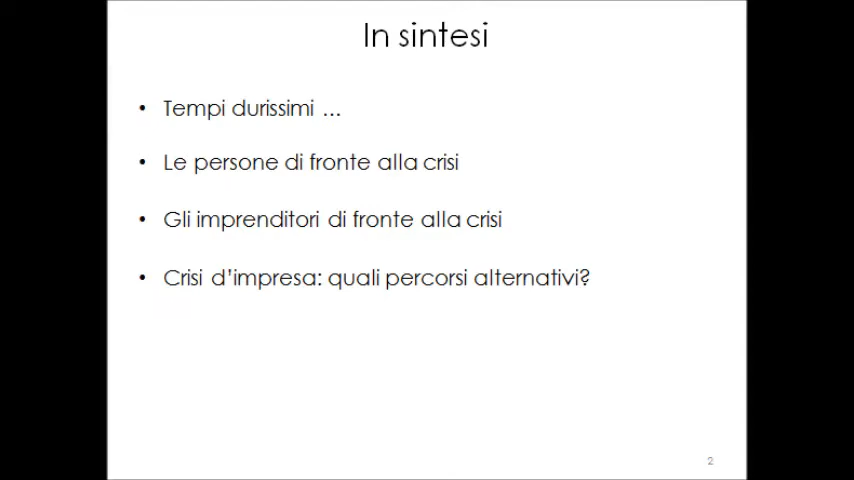 In sintesi
• Tempi durissimi ...
• Le persone di fronte alla crisi
• Gli imprenditori di fronte alla crisi
• Crisi d'impresa: quali percorsi alternativi?
2